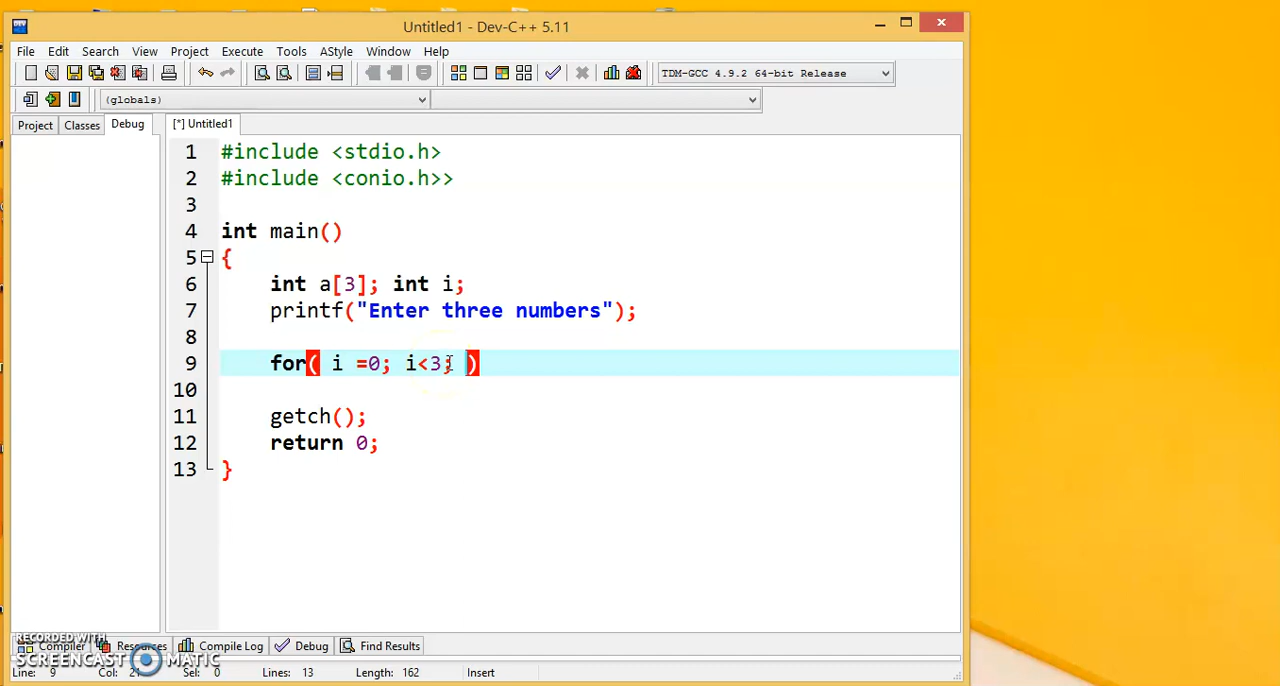 Untitled1 - Dev-C++ 5.11
File Edit Search View Project Execute Tools AStyle Window Help
TDM-GCC 4.9.2 64-bit Release
(globals)
Project Classes Debug [*] Untitled1
1 #include <stdio.h>
2 #include <conio.h>>
3
4 int main()
5 {
6 int a[3]; int i;
7 printf("Enter three numbers");
8
9 for( i =0; i<3; )
10
11 getch();
12 return 0;
13 }
RECORDED WITH
Compiler Resources Compile Log Debug Find Results
SCREENCAST MATIC
Line: 9 Col: 21 Sel: 0 Lines: 13 Length: 162 Insert